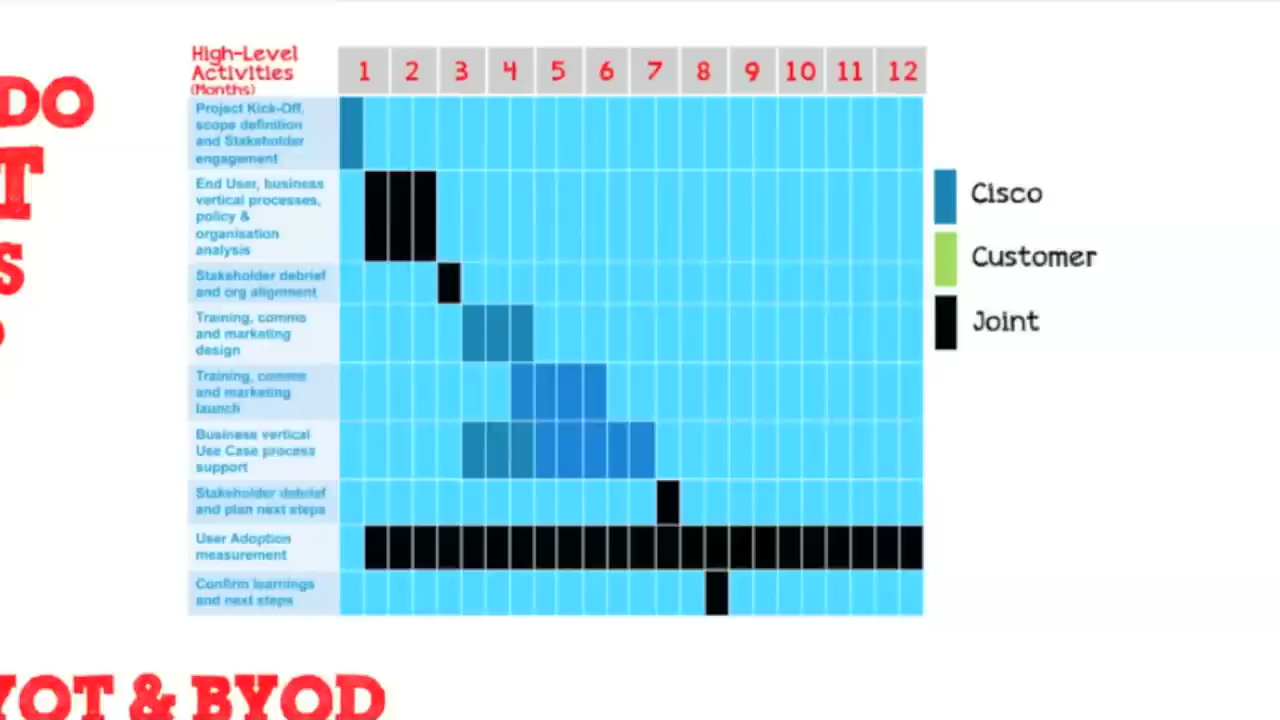 High-Level
Activities
(Months)
1 2 3 4 5 6 7 8 9 10 11 12
DO
T
S
Project Kick-Off,
scope definition
and Stakeholder
engagement
End User, business
vertical processes,
policy &
organisation
analysis
Stakeholder debrief
and org alignment
Training, comms
and marketing
design
Training, comms
and marketing
launch
Business vertical
Use Case process
support
Stakeholder debrief
and plan next steps
User Adoption
measurement
Confirm learnings
and next steps
Cisco
Customer
Joint
YOT & BYOD